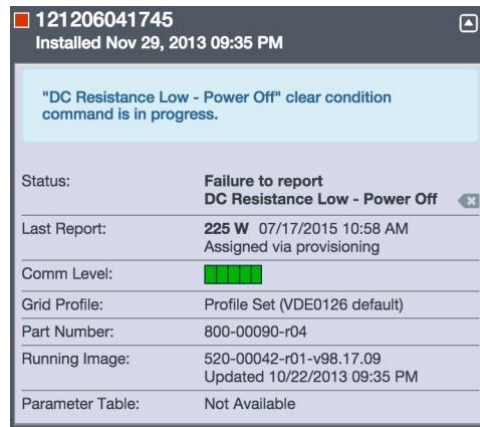 121206041745
Installed Nov 29, 2013 09:35 PM
"DC Resistance Low - Power Off" clear condition
command is in progress.
Status: Failure to report
DC Resistance Low - Power Off
Last Report: 225 W 07/17/2015 10:58 AM
Assigned via provisioning
Comm Level:
Grid Profile: Profile Set (VDE0126 default)
Part Number: 800-00090-r04
Running Image: 520-00042-r01-v98.17.09
Updated 10/22/2013 09:35 PM
Parameter Table: Not Available